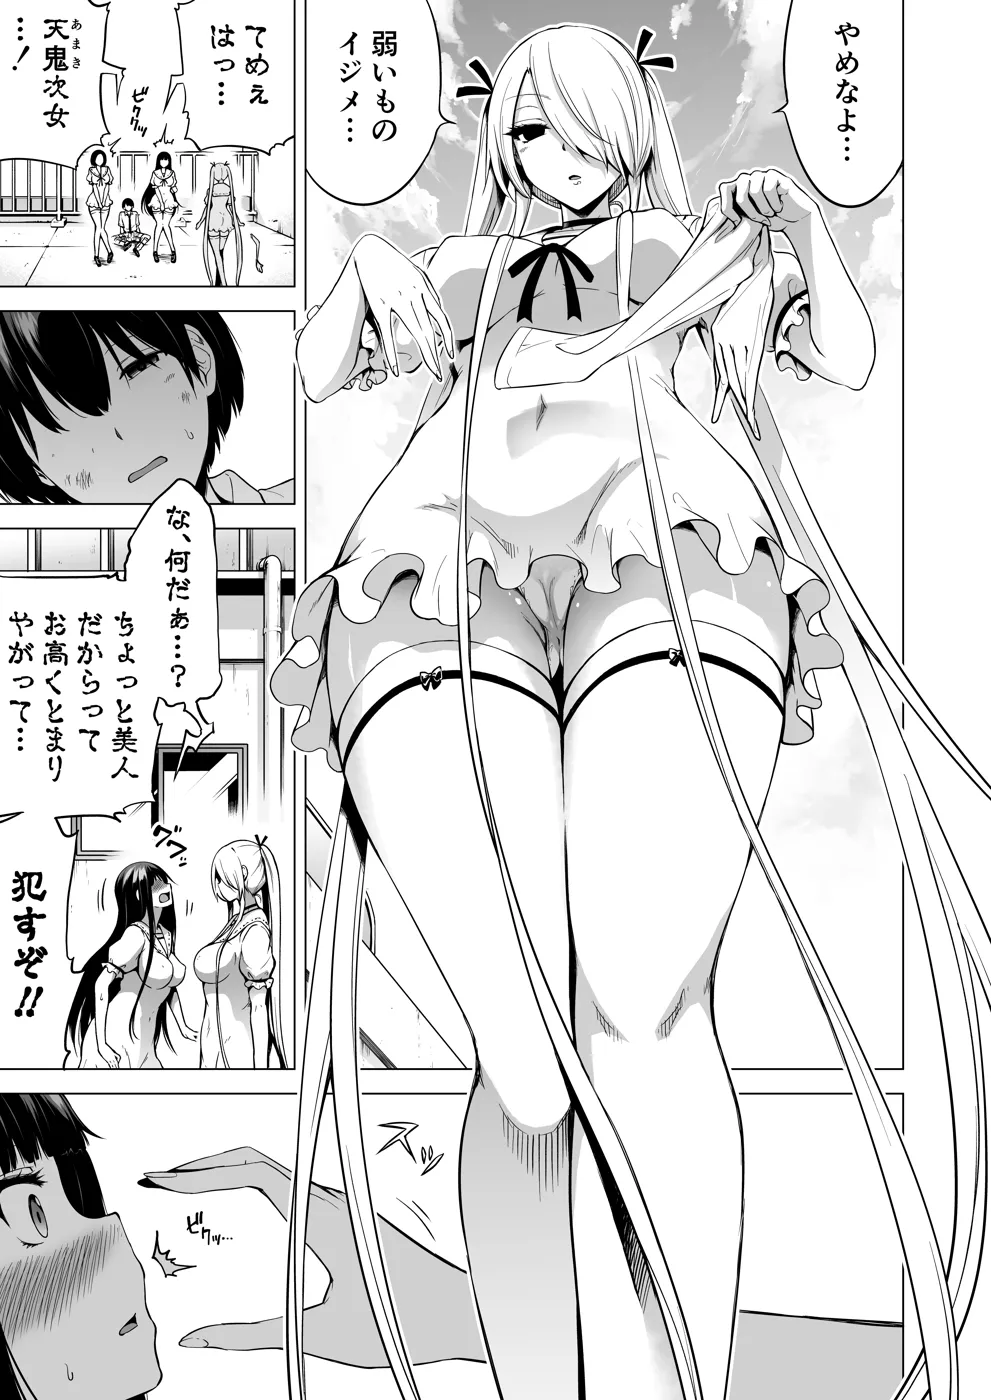 やめなよ…
弱いもの
イジメ…
てめぇ
はっ…
ビクッ
天鬼次女
あまき
…！
な、何だぁ…？
ちょっと美人
だからって
お高くとまり
やがって…
グッ
犯すぞ!!
ビクッ…